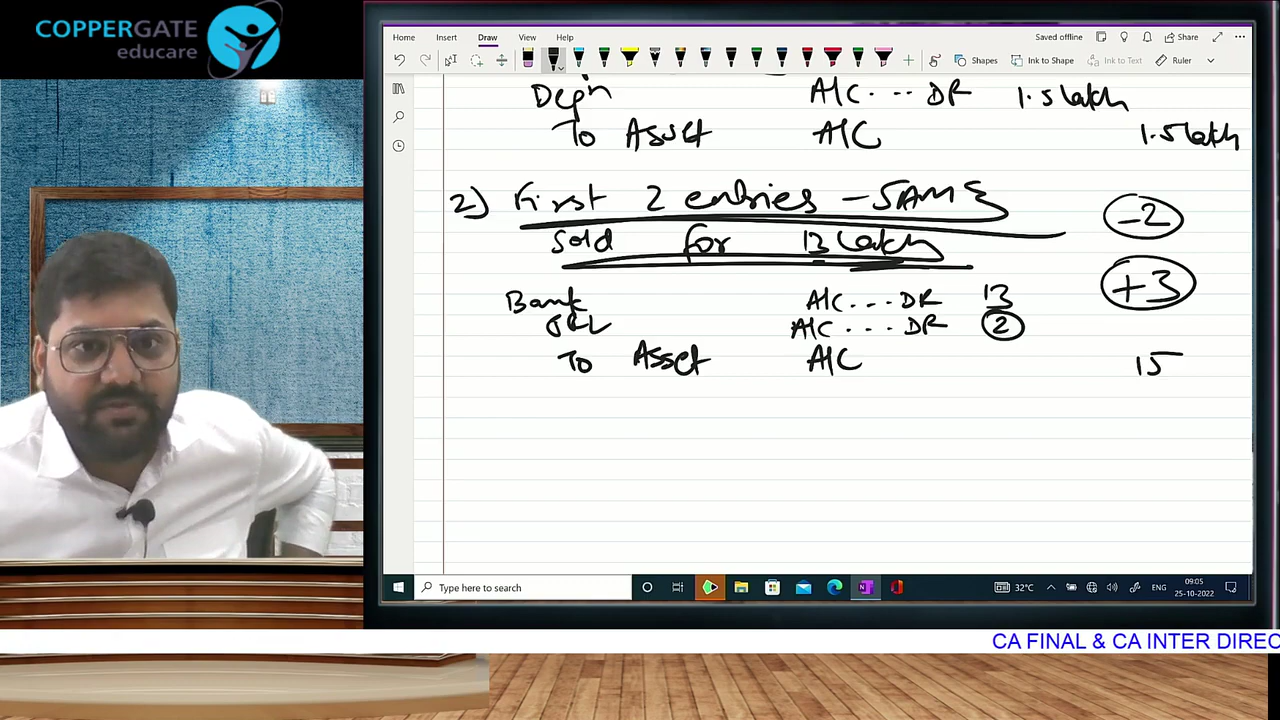 COPPERGATE
educare
Home Insert Draw View Help
Saved offline Share
Shapes Ink to Shape Ink to Text Ruler
Depn A/C - - - DR 1.5 lakh
To Asset A/C 1.5 lakh
2) First 2 entries - SAME
-2
Sold for 13 lakh
+3
Bank A/C - - - DR 13
A/C - - - DR 2
To Asset A/C 15
Type here to search
32°C ENG 09:05
25-10-2022
CA FINAL & CA INTER DIREC